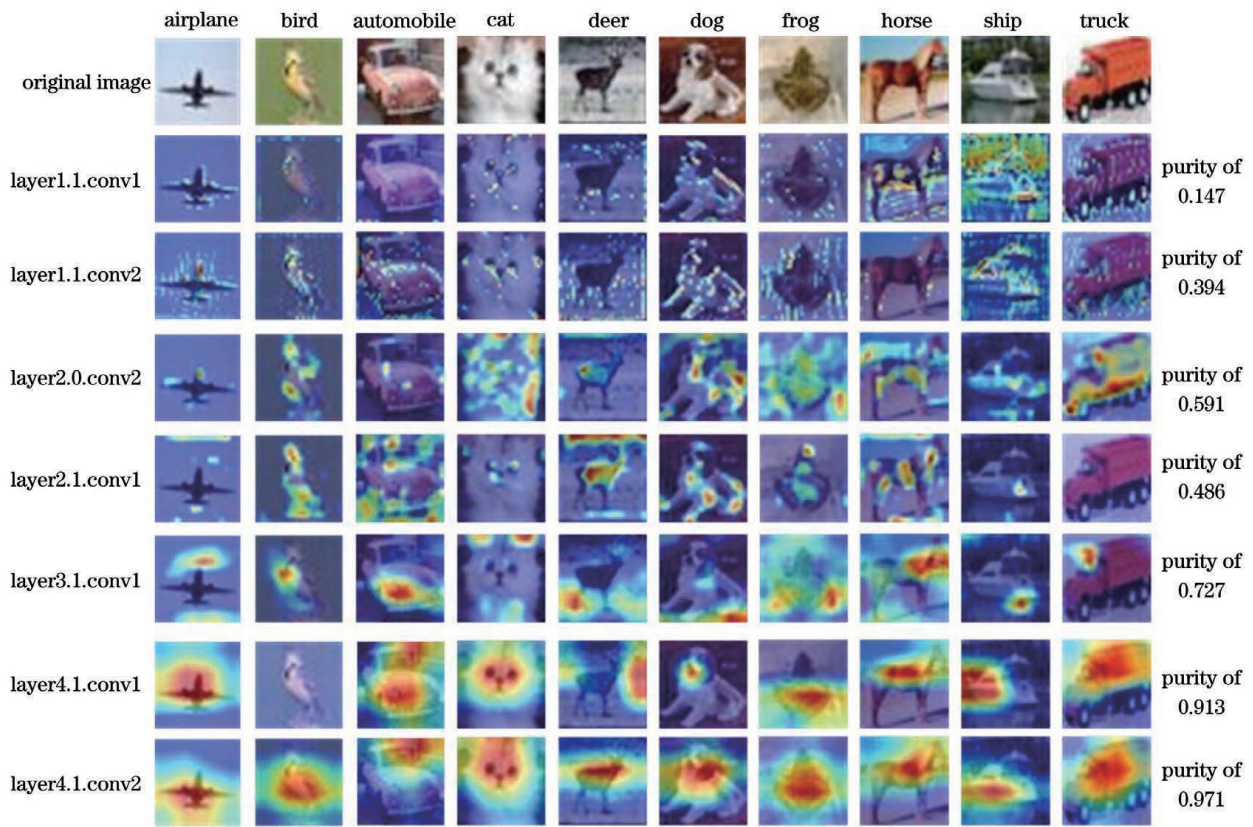 airplane bird automobile cat deer dog frog horse ship truck
original image
layer1.1.conv1 purity of 0.147
layer1.1.conv2 purity of 0.394
layer2.0.conv2 purity of 0.591
layer2.1.conv1 purity of 0.486
layer3.1.conv1 purity of 0.727
layer4.1.conv1 purity of 0.913
layer4.1.conv2 purity of 0.971